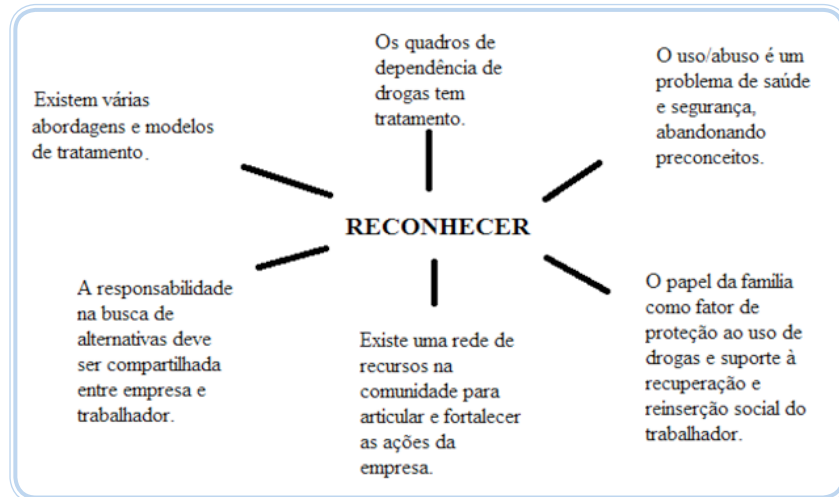 Existem várias
abordagens e modelos
de tratamento.
Os quadros de
dependência de
drogas tem
tratamento.
O uso/abuso é um
problema de saúde
e segurança,
abandonando
preconceitos.
RECONHECER
A responsabilidade
na busca de
alternativas deve
ser compartilhada
entre empresa e
trabalhador.
Existe uma rede de
recursos na
comunidade para
articular e fortalecer
as ações da
empresa.
O papel da família
como fator de
proteção ao uso de
drogas e suporte à
recuperação e
reinserção social do
trabalhador.